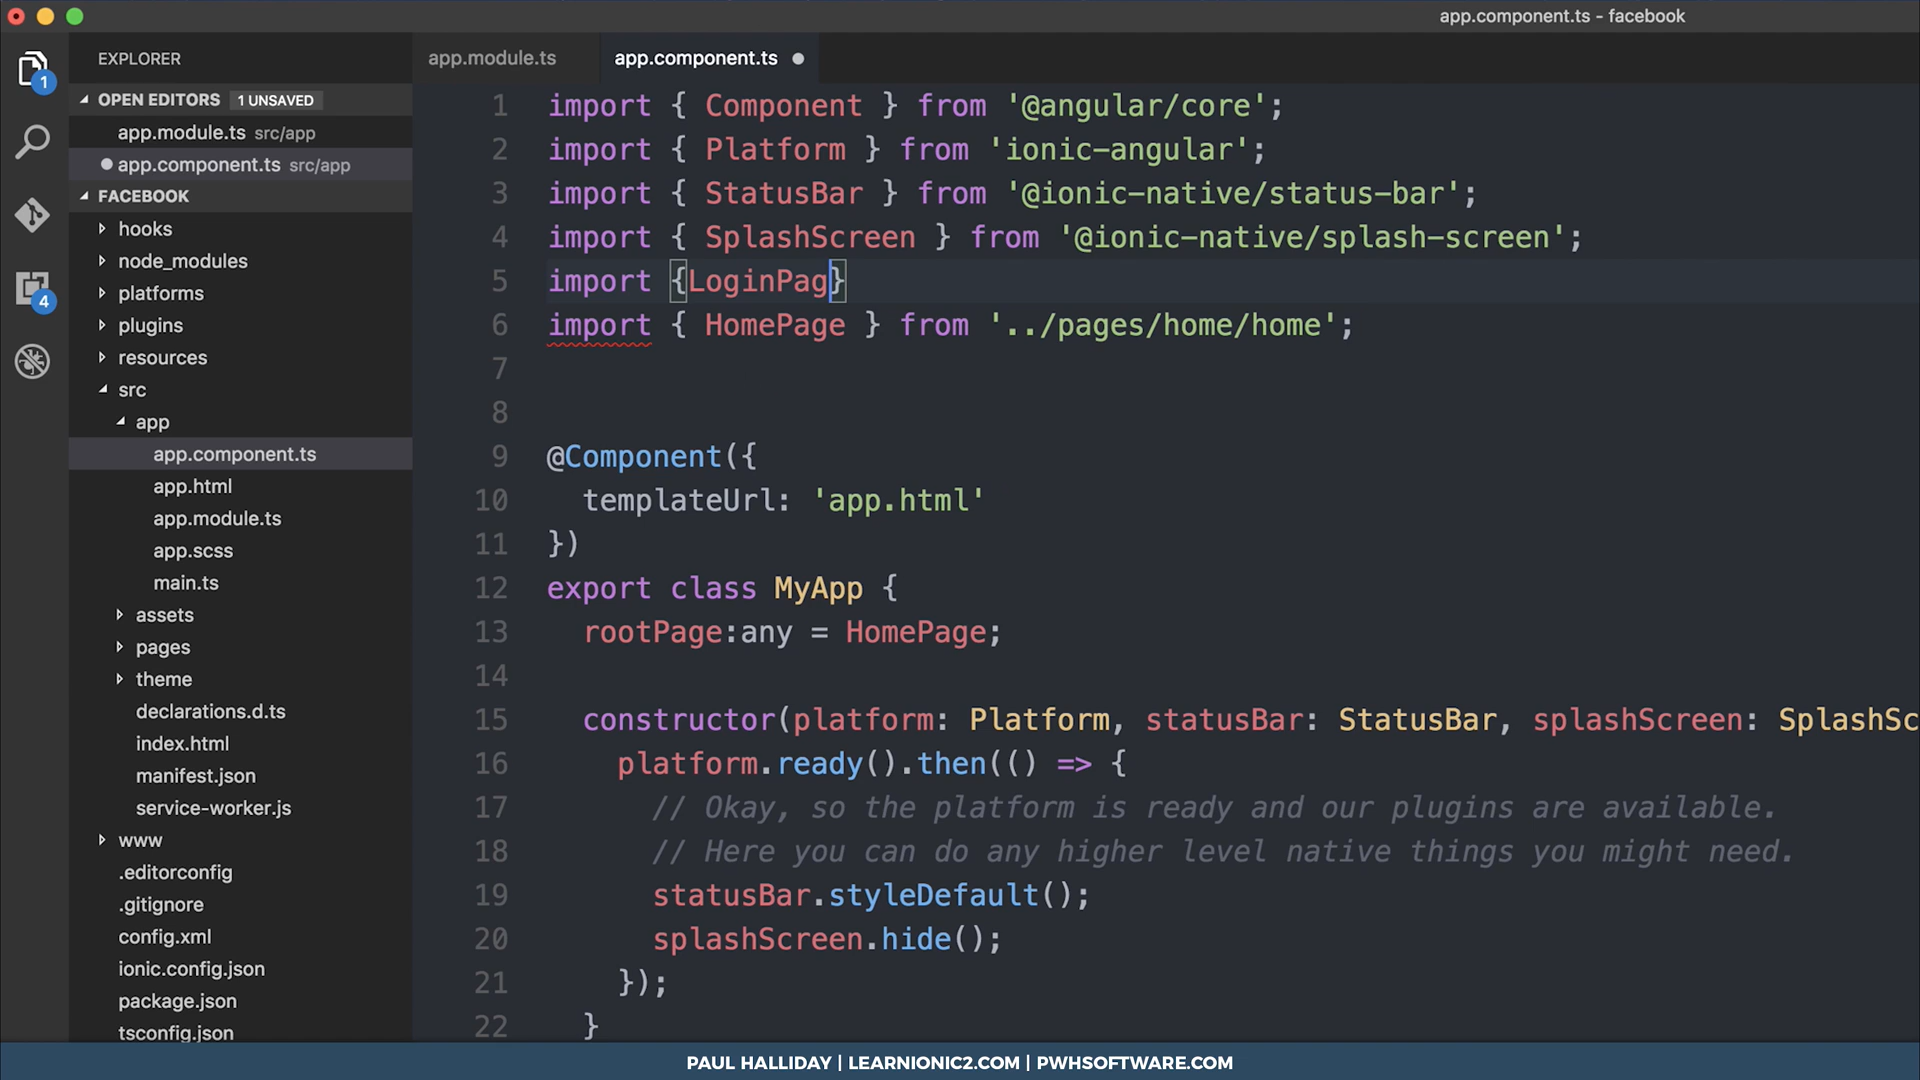 app.component.ts - facebook
EXPLORER
app.module.ts
app.component.ts
1
OPEN EDITORS 1 UNSAVED
app.module.ts src/app
app.component.ts src/app
FACEBOOK
hooks
node_modules
4
platforms
plugins
resources
src
app
app.component.ts
app.html
app.module.ts
app.scss
main.ts
assets
pages
theme
declarations.d.ts
index.html
manifest.json
service-worker.js
www
.editorconfig
.gitignore
config.xml
ionic.config.json
package.json
tsconfig.json
1 import { Component } from '@angular/core';
2 import { Platform } from 'ionic-angular';
3 import { StatusBar } from '@ionic-native/status-bar';
4 import { SplashScreen } from '@ionic-native/splash-screen';
5 import {LoginPag}
6 import { HomePage } from '../pages/home/home';
7
8
9 @Component({
10 templateUrl: 'app.html'
11 })
12 export class MyApp {
13 rootPage:any = HomePage;
14
15 constructor(platform: Platform, statusBar: StatusBar, splashScreen: SplashSc
16 platform.ready().then(() => {
17 // Okay, so the platform is ready and our plugins are available.
18 // Here you can do any higher level native things you might need.
19 statusBar.styleDefault();
20 splashScreen.hide();
21 });
22 }
PAUL HALLIDAY | LEARNIONIC2.COM | PWHSOFTWARE.COM